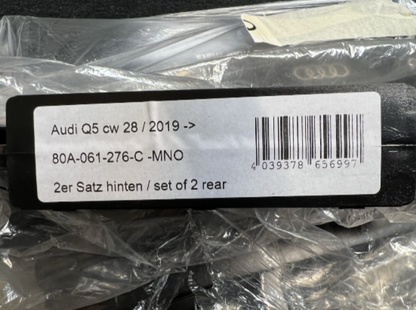 Audi Q5 cw 28 / 2019 ->
80A-061-276-C -MNO
4 039378 656997
2er Satz hinten / set of 2 rear